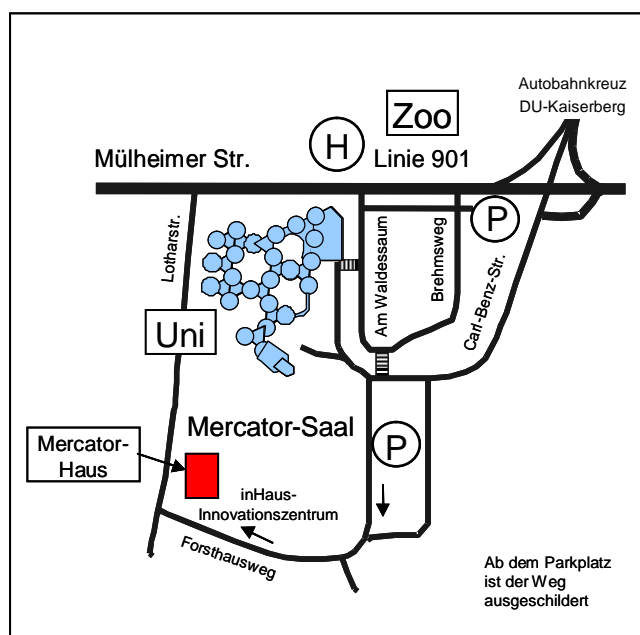 Autobahnkreuz
DU-Kaiserberg
Zoo
H
Mülheimer Str.
Linie 901
P
Lotharstr.
Am Waldessaum
Brehmsweg
Carl-Benz-Str.
Uni
Mercator-Saal
P
Mercator-
Haus
inHaus-
Innovationszentrum
Forsthausweg
Ab dem Parkplatz
ist der Weg
ausgeschildert